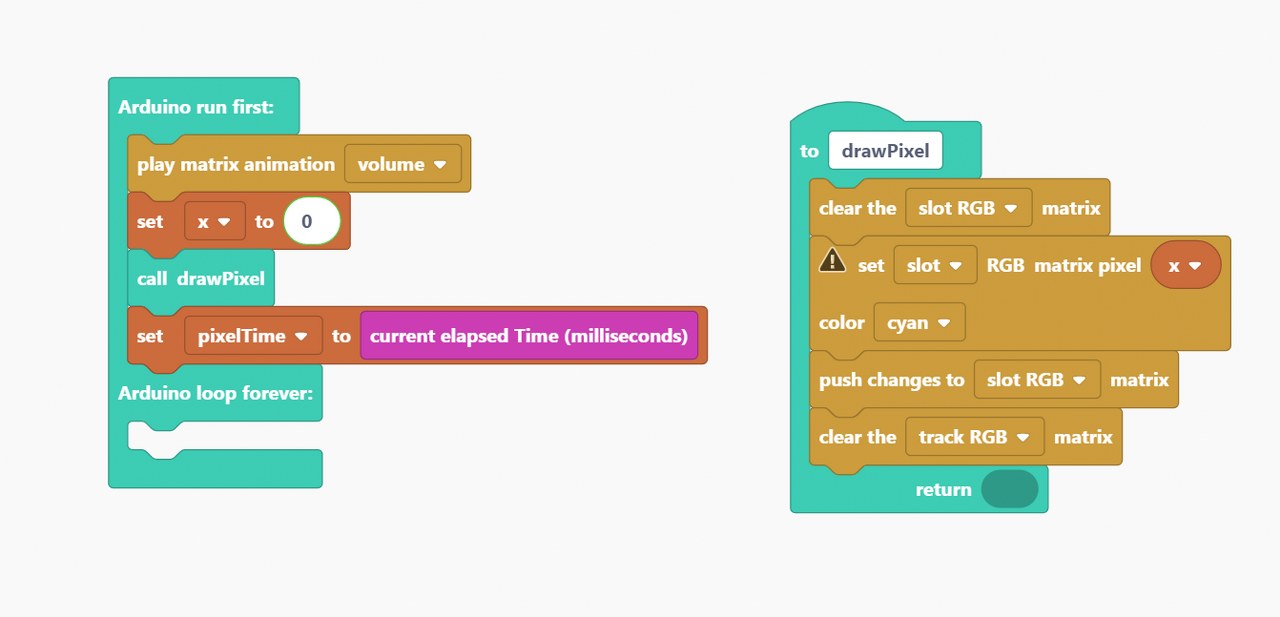 Arduino run first:
play matrix animation volume
set x to 0
call drawPixel
set pixelTime to current elapsed Time (milliseconds)
Arduino loop forever:
to drawPixel
clear the slot RGB matrix
set slot RGB matrix pixel x
color cyan
push changes to slot RGB matrix
clear the track RGB matrix
return